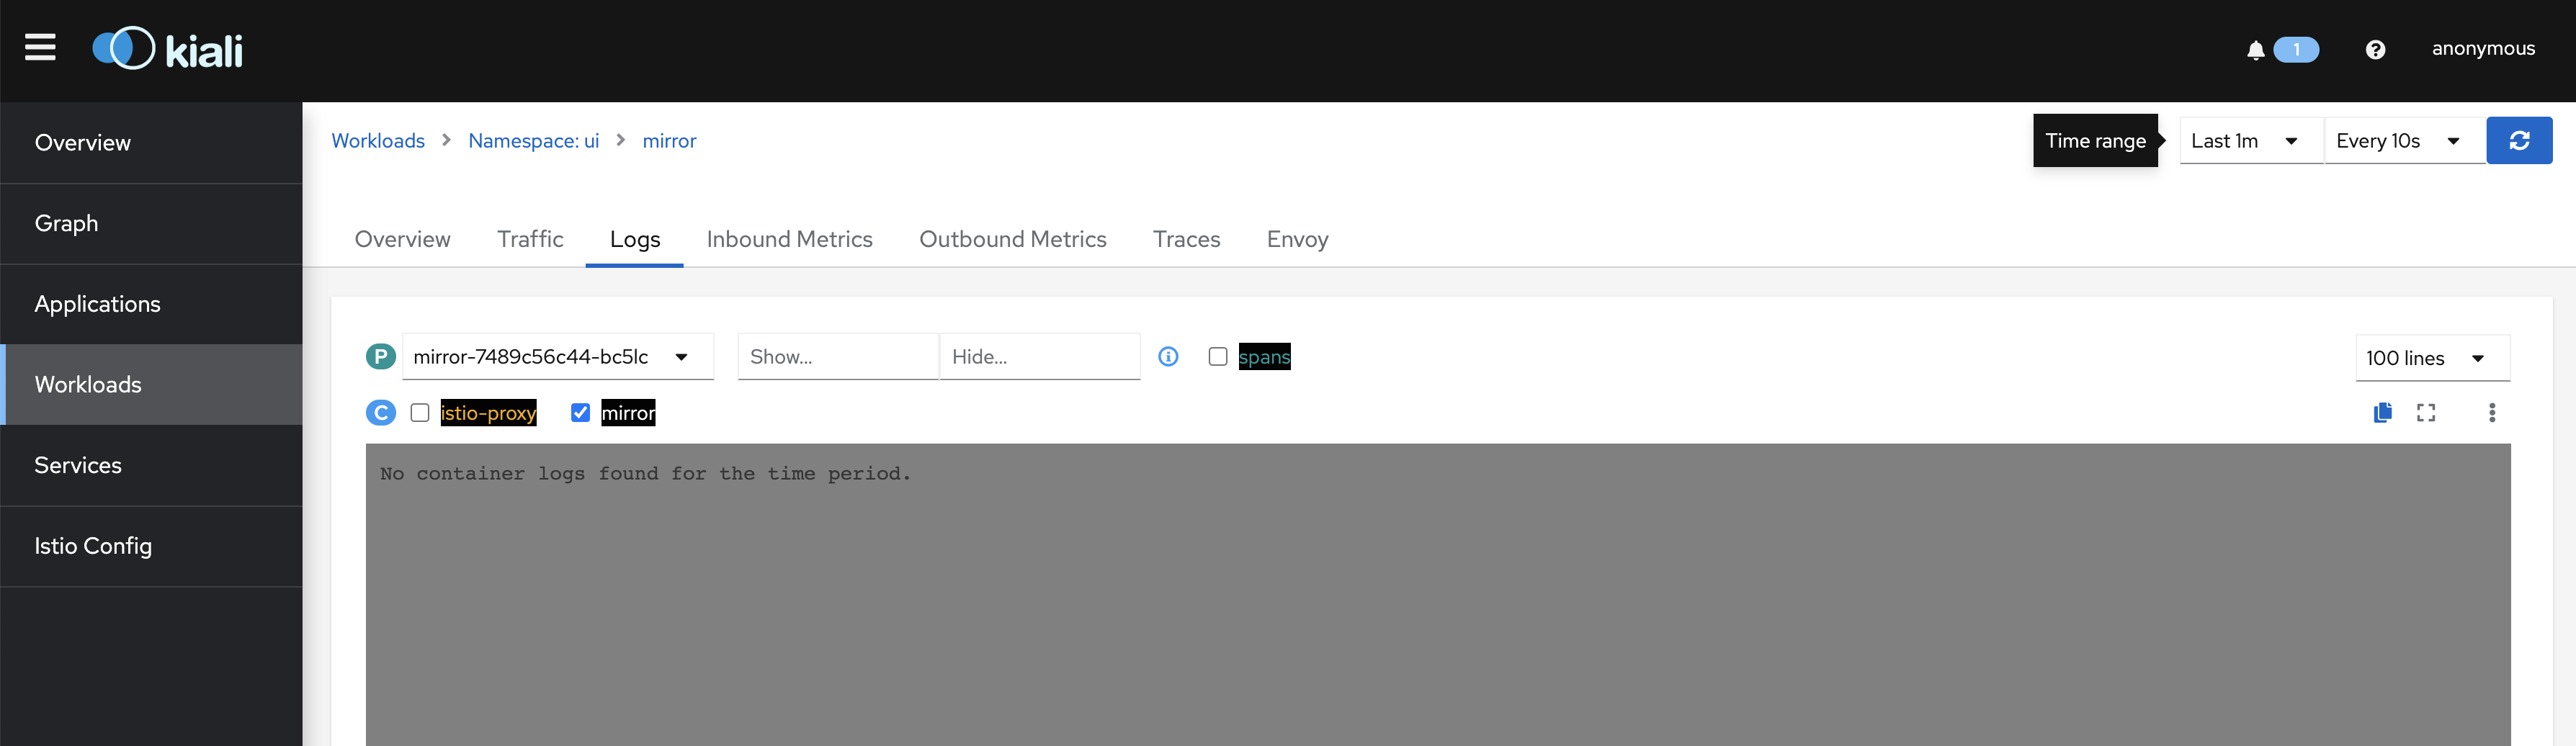 kiali
1
anonymous
Overview
Graph
Applications
Workloads
Services
Istio Config
Workloads > Namespace: ui > mirror
Time range
Last 1m
Every 10s
Overview Traffic Logs Inbound Metrics Outbound Metrics Traces Envoy
P mirror-7489c56c44-bc5lc Show... Hide... spans 100 lines
C istio-proxy mirror
No container logs found for the time period.